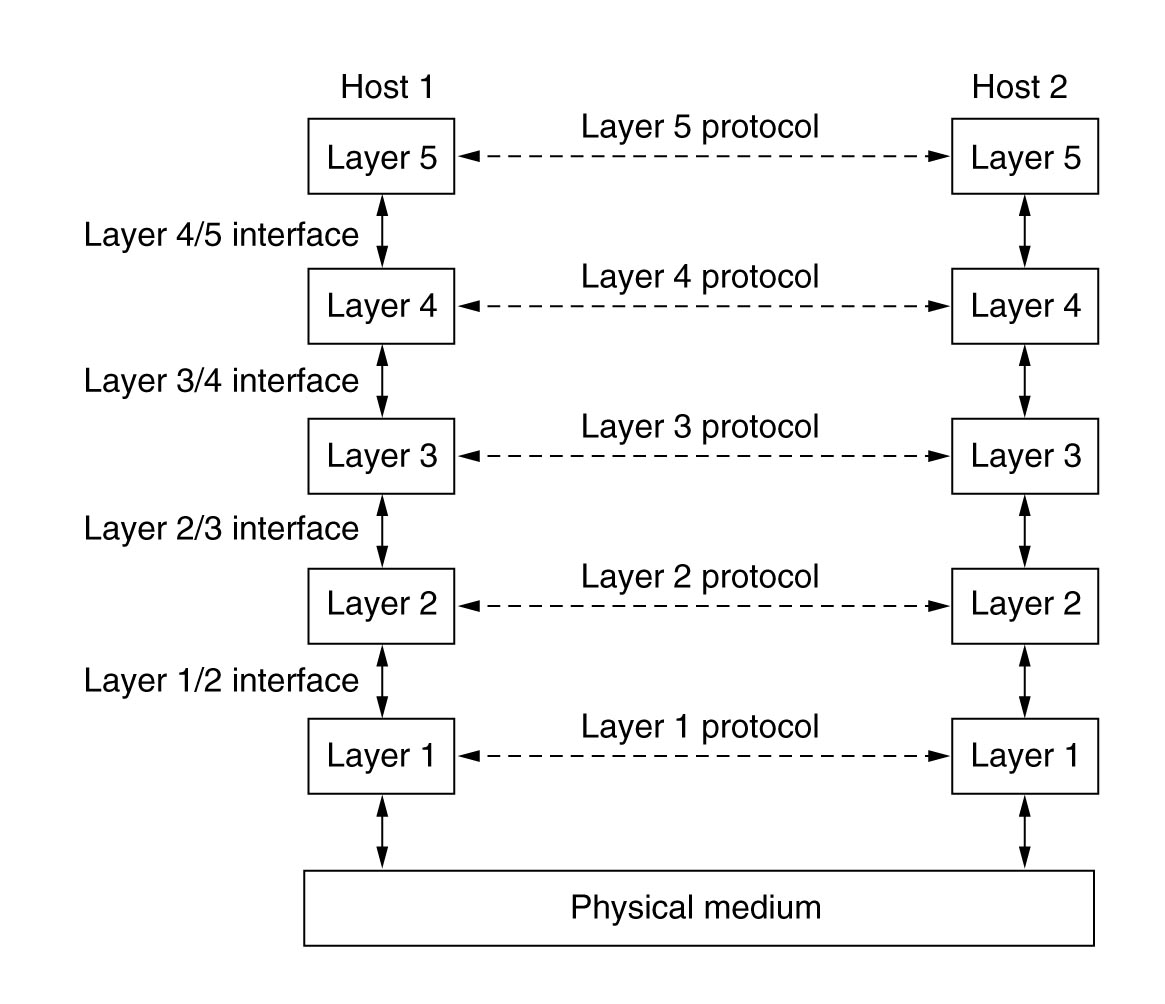 Host 1
Host 2
Layer 5 protocol
Layer 5
Layer 5
Layer 4/5 interface
Layer 4 protocol
Layer 4
Layer 4
Layer 3/4 interface
Layer 3 protocol
Layer 3
Layer 3
Layer 2/3 interface
Layer 2 protocol
Layer 2
Layer 2
Layer 1/2 interface
Layer 1 protocol
Layer 1
Layer 1
Physical medium